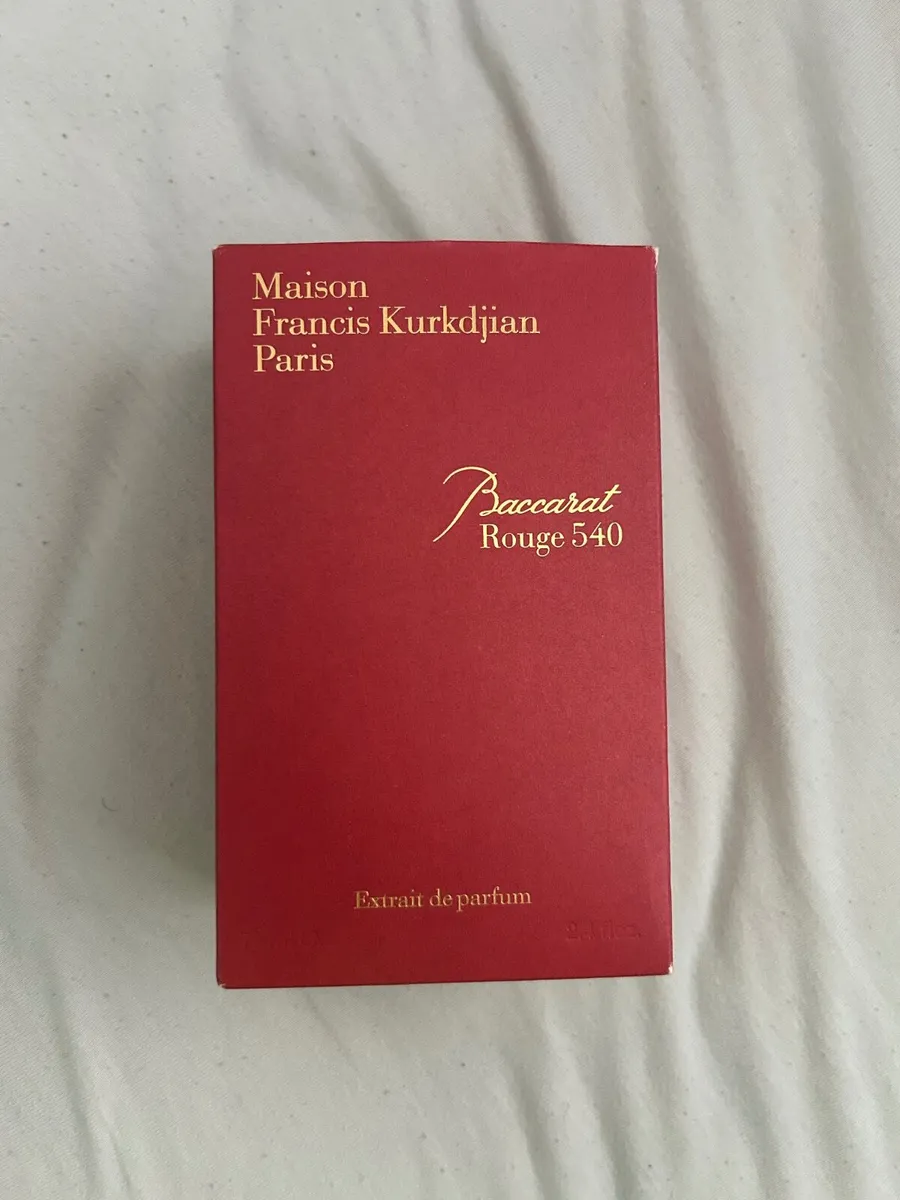 Maison
Francis Kurkdjian
Paris
Baccarat
Rouge 540
Extrait de parfum